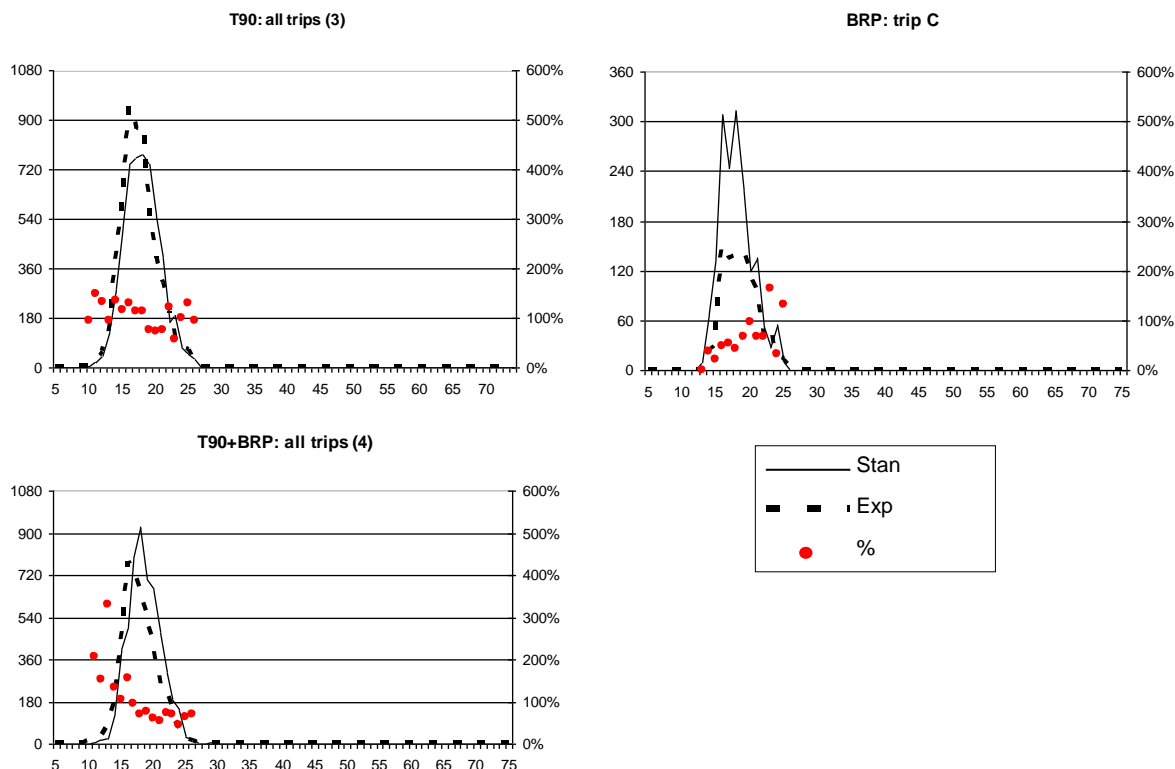 T90: all trips (3)
1080 900 720 540 360 180 0
600% 500% 400% 300% 200% 100% 0%
5 10 15 20 25 30 35 40 45 50 55 60 65 70
BRP: trip C
360 300 240 180 120 60 0
600% 500% 400% 300% 200% 100% 0%
5 10 15 20 25 30 35 40 45 50 55 60 65 70 75
T90+BRP: all trips (4)
1080 900 720 540 360 180 0
600% 500% 400% 300% 200% 100% 0%
5 10 15 20 25 30 35 40 45 50 55 60 65 70 75
Stan
Exp
%